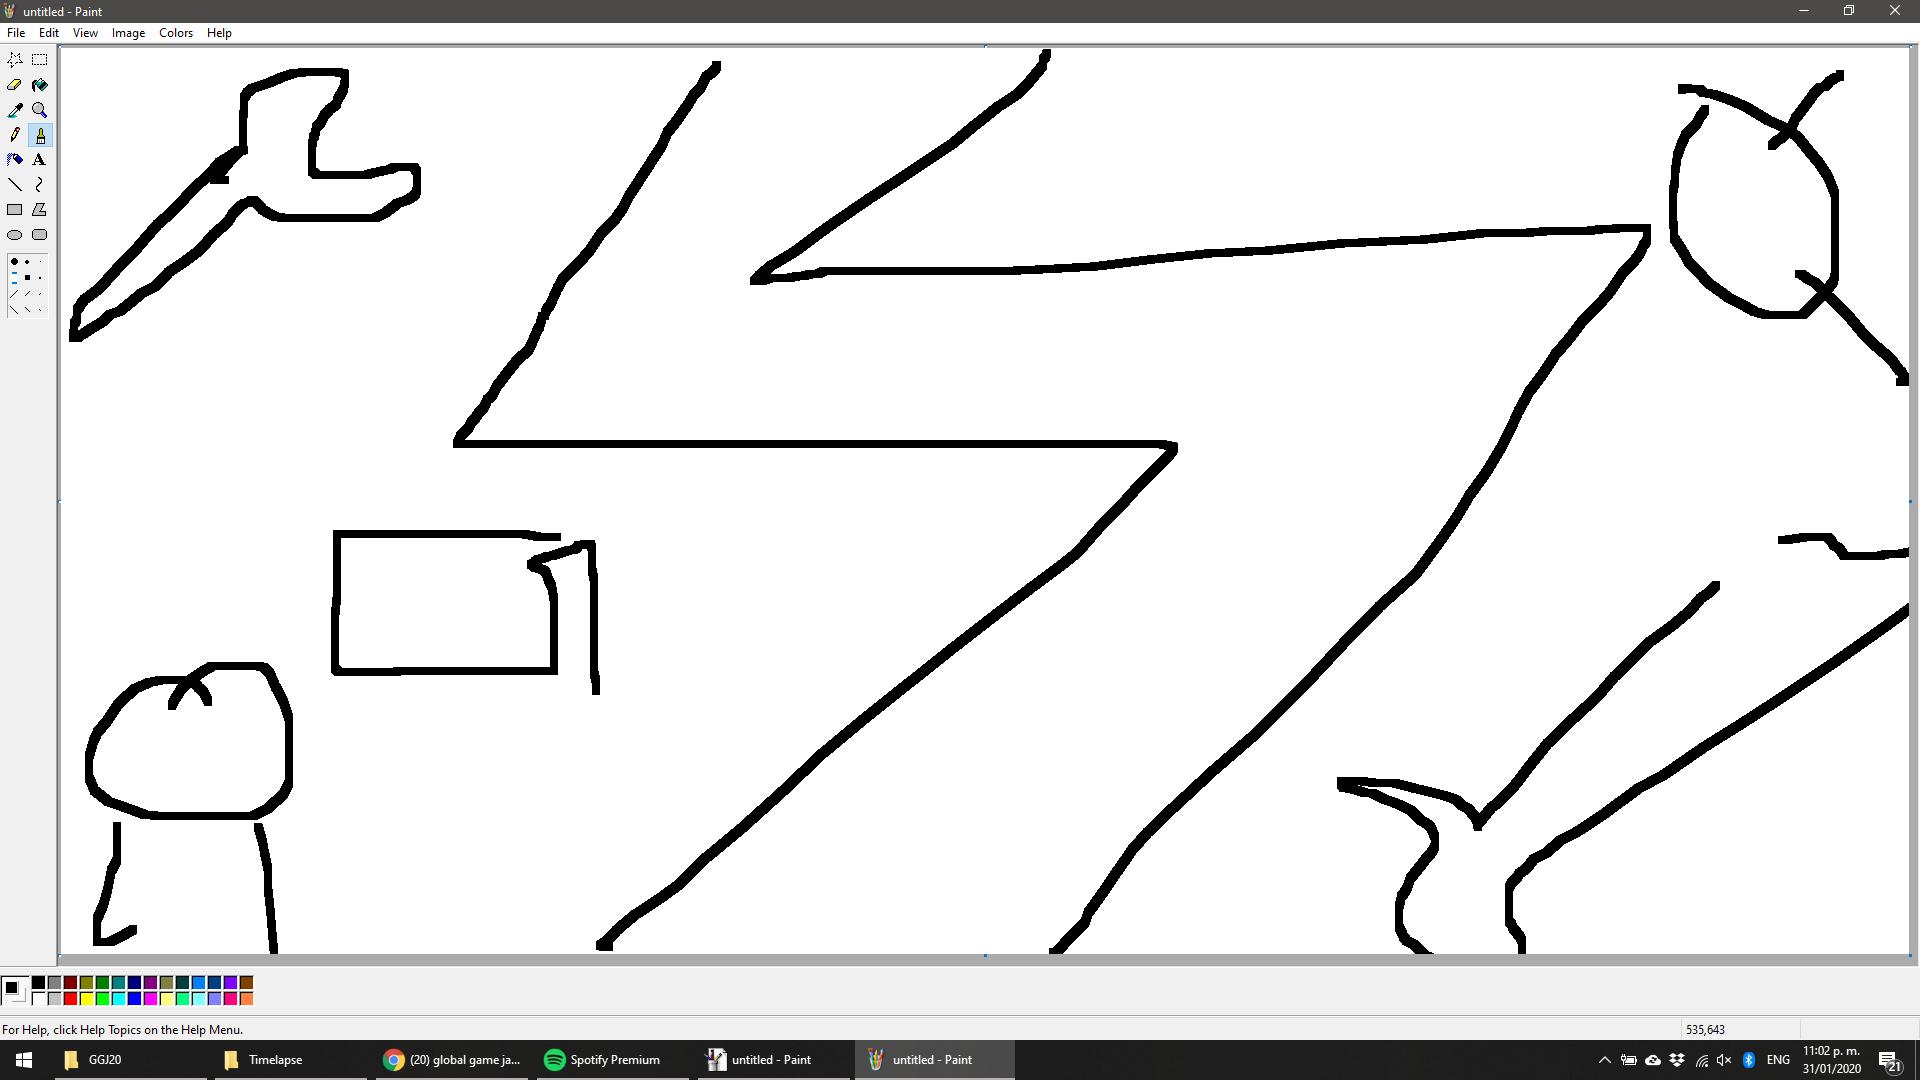 untitled - Paint
File Edit View Image Colors Help
A
For Help, click Help Topics on the Help Menu.
535,643
GGJ20
Timelapse
(20) global game ja...
Spotify Premium
untitled - Paint
untitled - Paint
ENG
11:02 p. m.
31/01/2020
21